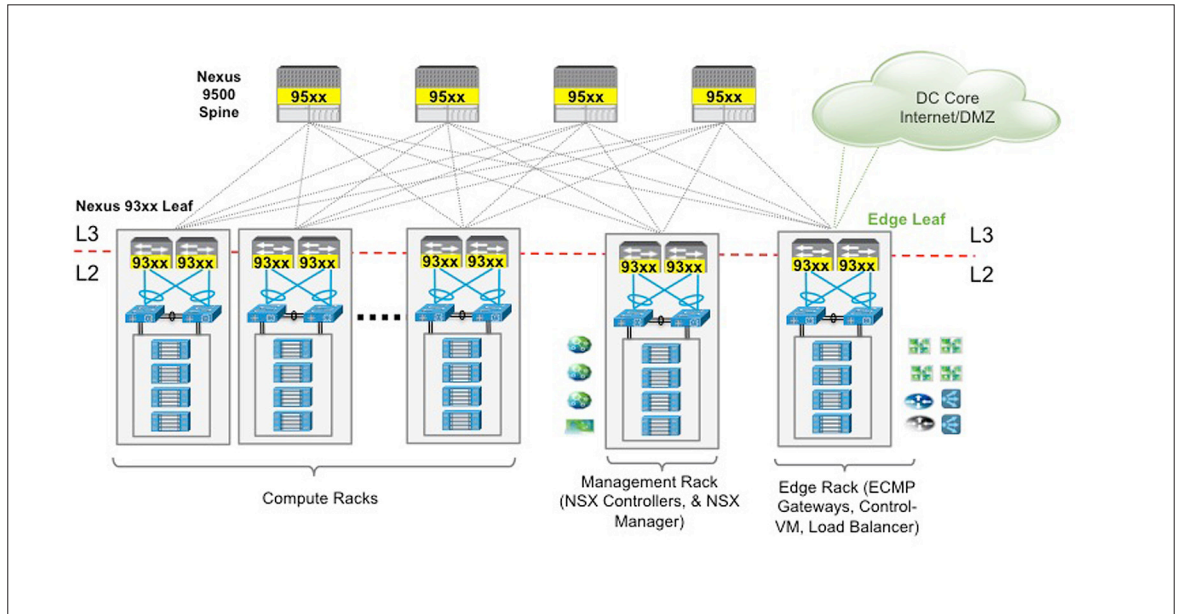 Nexus
9500
Spine
95xx
95xx
95xx
95xx
DC Core
Internet/DMZ
Nexus 93xx Leaf
Edge Leaf
L3
L3
L2
L2
93xx 93xx
93xx 93xx
93xx 93xx
93xx 93xx
93xx 93xx
Compute Racks
Management Rack
(NSX Controllers, & NSX
Manager)
Edge Rack (ECMP
Gateways, Control-
VM, Load Balancer)